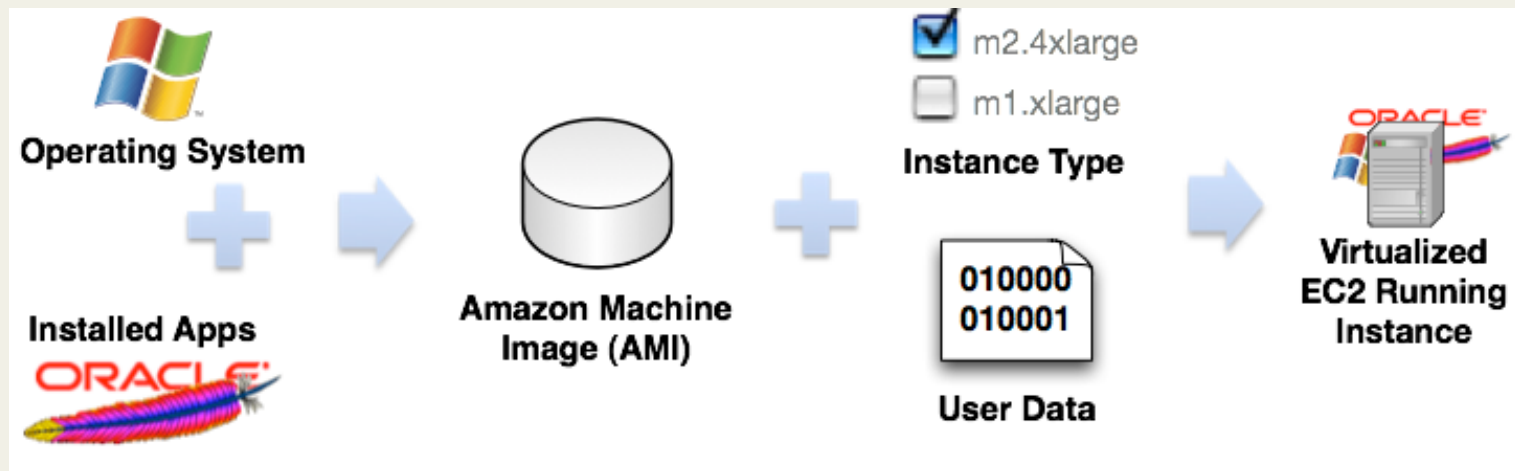 Operating System
Installed Apps
ORACLE
Amazon Machine
Image (AMI)
m2.4xlarge
m1.xlarge
Instance Type
010000
010001
User Data
ORACLE
Virtualized
EC2 Running
Instance